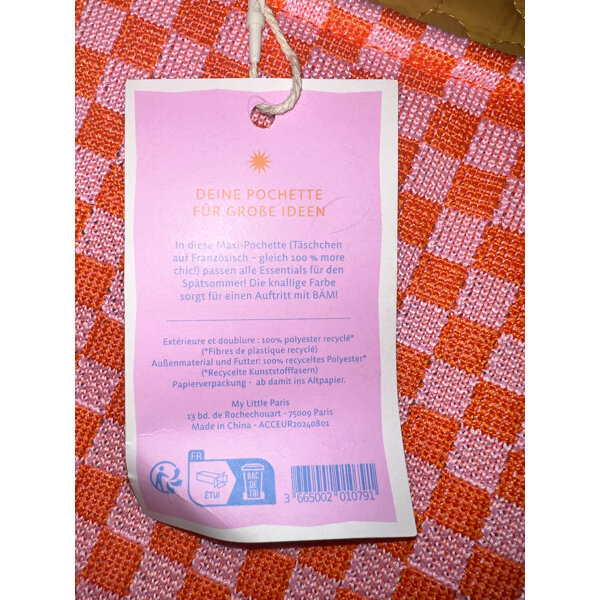 DEINE POCHETTE
FÜR GROßE IDEEN
In diese Maxi-Pochette (Täschchen
auf Französisch – gleich 100 % more
chic!) passen alle Essentials für den
Spätsommer! Die knallige Farbe
sorgt für einen Auftritt mit BÄM!
Extérieure et doublure : 100% polyester recyclé*
(*Fibres de plastique recyclé)
Außenmaterial und Futter: 100% recyceltes Polyester*
(*Recycelte Kunststofffasern)
Papierverpackung - ab damit ins Altpapier.
My Little Paris
13 bd. de Rochechouart - 75009 Paris
Made in China - ACCEUR20240801
FR
ÉTUI
BAC
DE
TRI
3 665002 010791